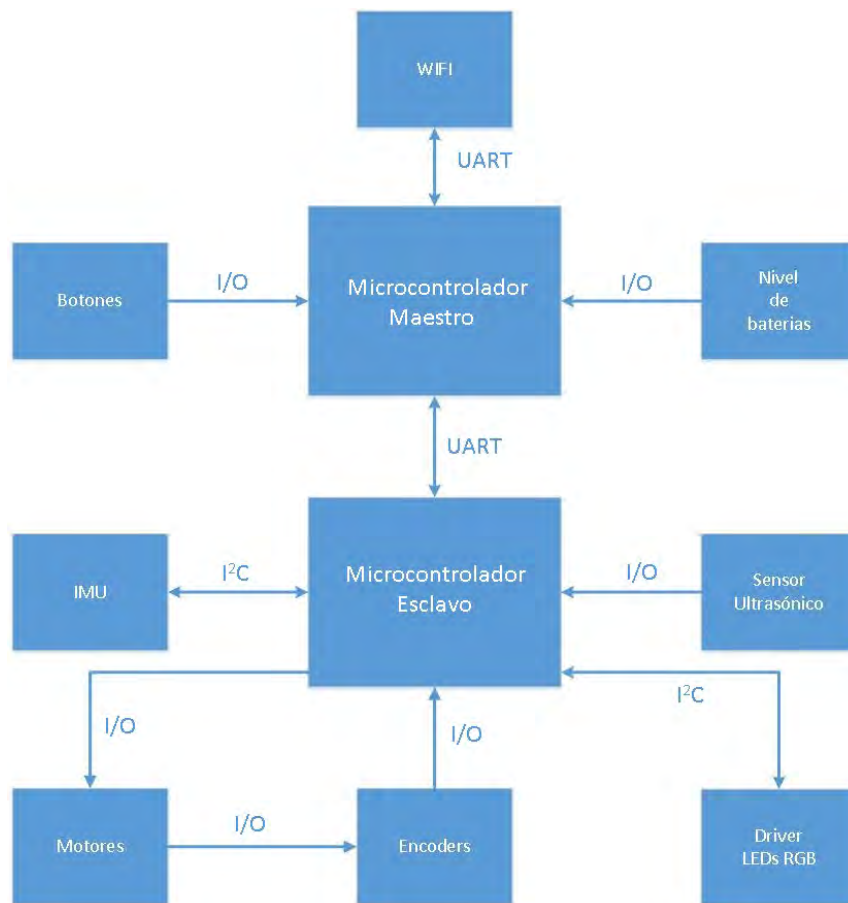 WIFI
UART
Botones
I/O
Microcontrolador
Maestro
I/O
Nivel
de
baterias
UART
IMU
I²C
Microcontrolador
Esclavo
I/O
Sensor
Ultrasónico
I/O
I/O
I²C
Motores
I/O
Encoders
Driver
LEDs RGB